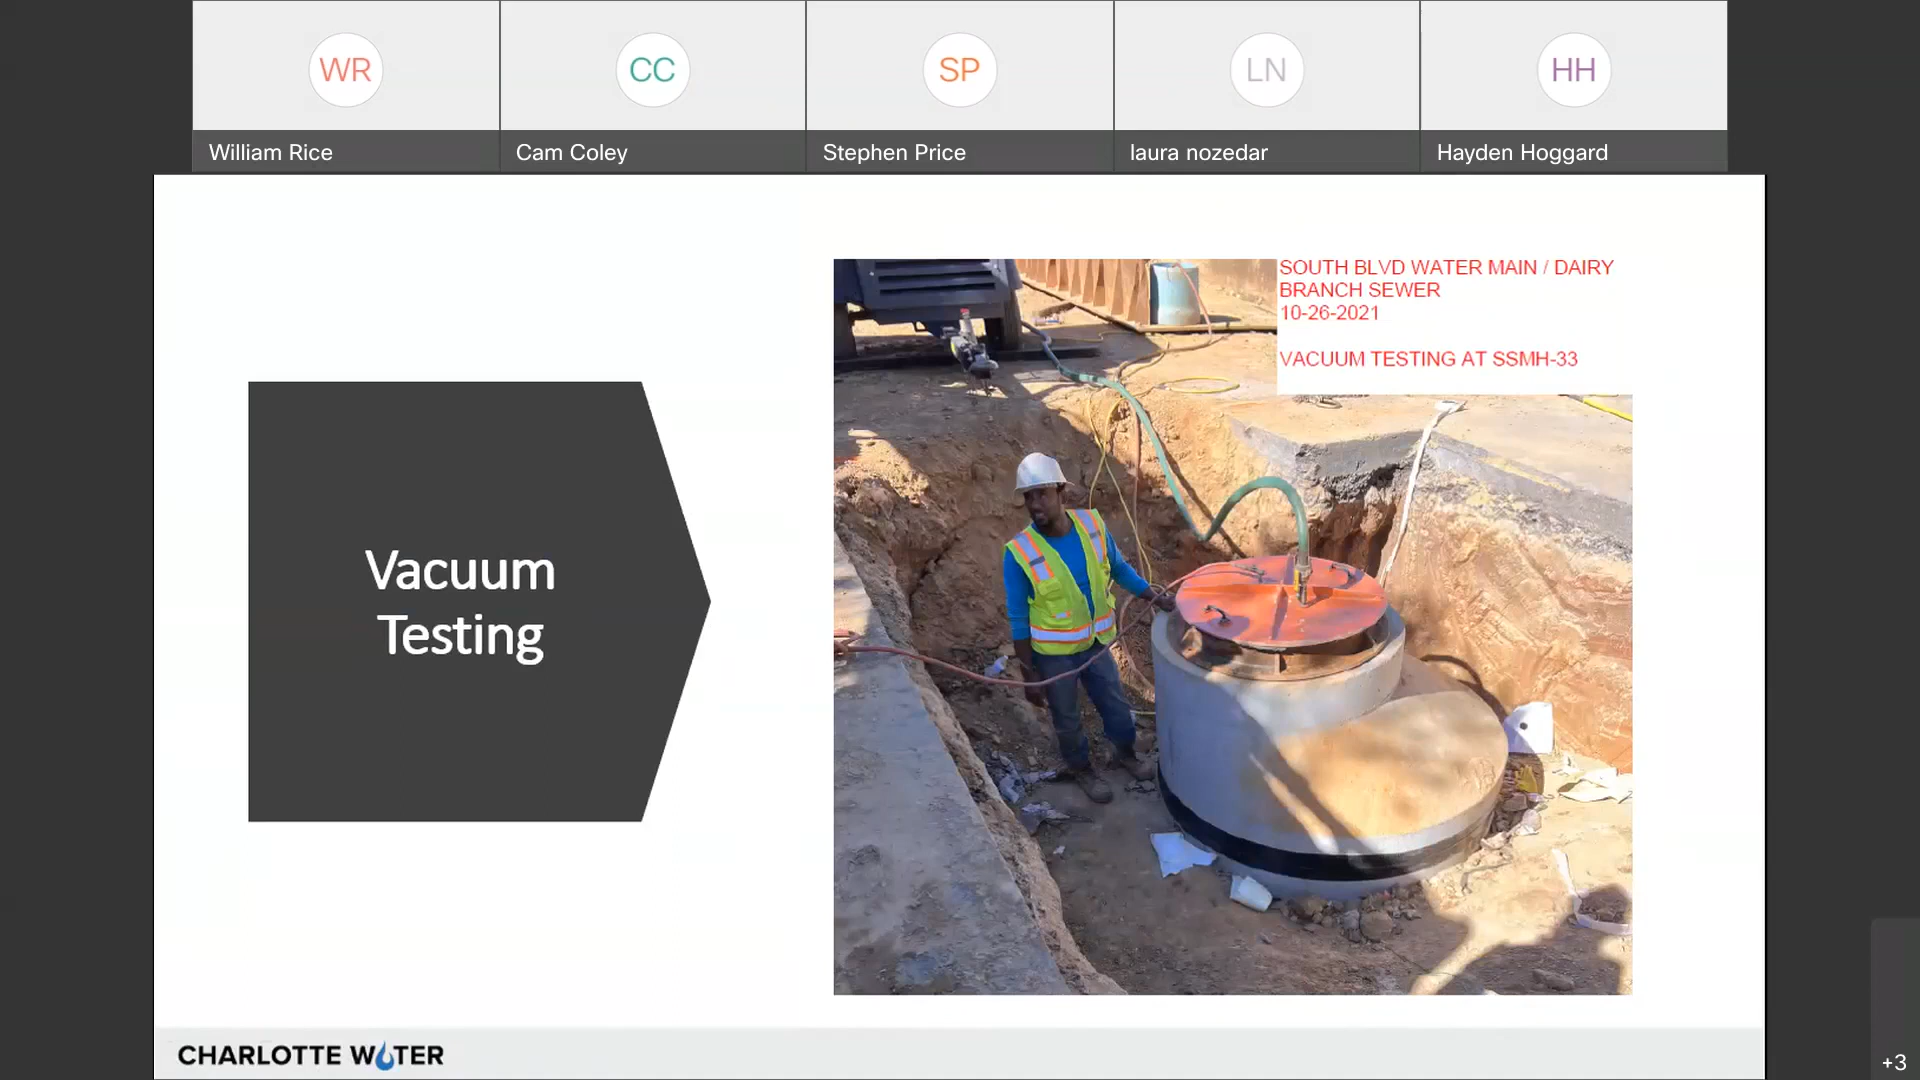 WR
CC
SP
LN
HH
William Rice
Cam Coley
Stephen Price
laura nozedar
Hayden Hoggard
SOUTH BLVD WATER MAIN / DAIRY
BRANCH SEWER
10-26-2021
VACUUM TESTING AT SSMH-33
Vacuum
Testing
CHARLOTTE WATER
+3